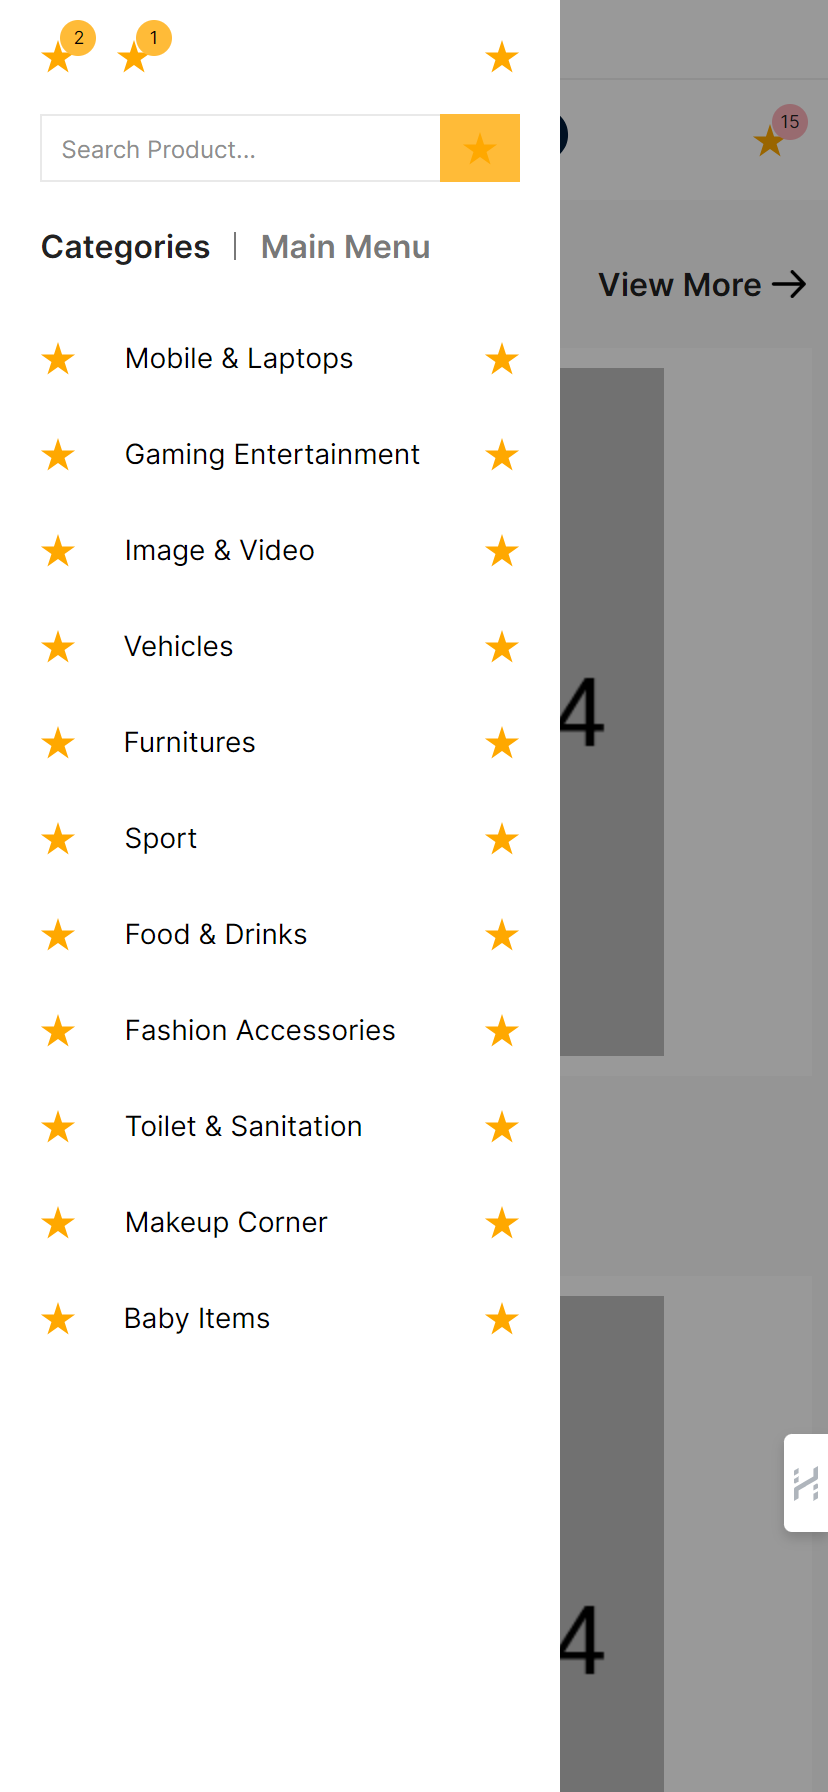 2 1
15
Search Product...
Categories | Main Menu
View More
Mobile & Laptops
Gaming Entertainment
Image & Video
Vehicles
4
Furnitures
Sport
Food & Drinks
Fashion Accessories
Toilet & Sanitation
Makeup Corner
Baby Items
4